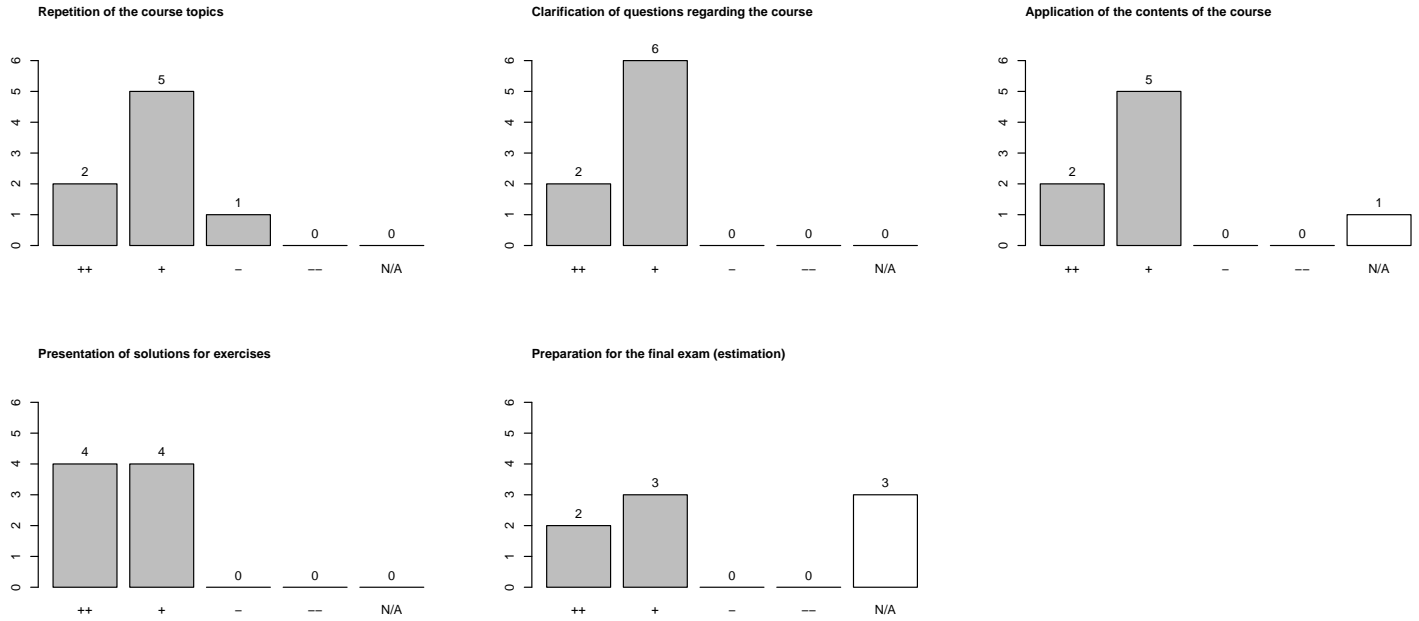 Repetition of the course topics
0 1 2 3 4 5 6
2 5 1 0 0
++ + − −− N/A
Clarification of questions regarding the course
0 1 2 3 4 5 6
2 6 0 0 0
++ + − −− N/A
Application of the contents of the course
0 1 2 3 4 5 6
2 5 0 0 1
++ + − −− N/A
Presentation of solutions for exercises
0 1 2 3 4 5 6
4 4 0 0 0
++ + − −− N/A
Preparation for the final exam (estimation)
0 1 2 3 4 5 6
2 3 0 0 3
++ + − −− N/A